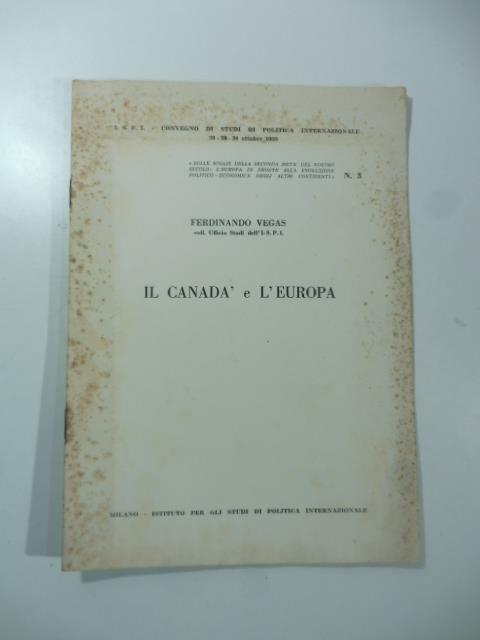 I. S. P. I. - CONVEGNO DI STUDI DI POLITICA INTERNAZIONALE
ottobre
« SULLE SOGLIE DELLA SECONDA META' DEL NOSTRO
SECOLO: L'EUROPA DI FRONTE ALLA EVOLUZIONE
POLITICO-ECONOMICA DEGLI ALTRI CONTINENTI »
N. 3
FERDINANDO VEGAS
coll. Ufficio Studi dell'I.S.P.I.
IL CANADA' e L'EUROPA
MILANO - ISTITUTO PER GLI STUDI DI POLITICA INTERNAZIONALE